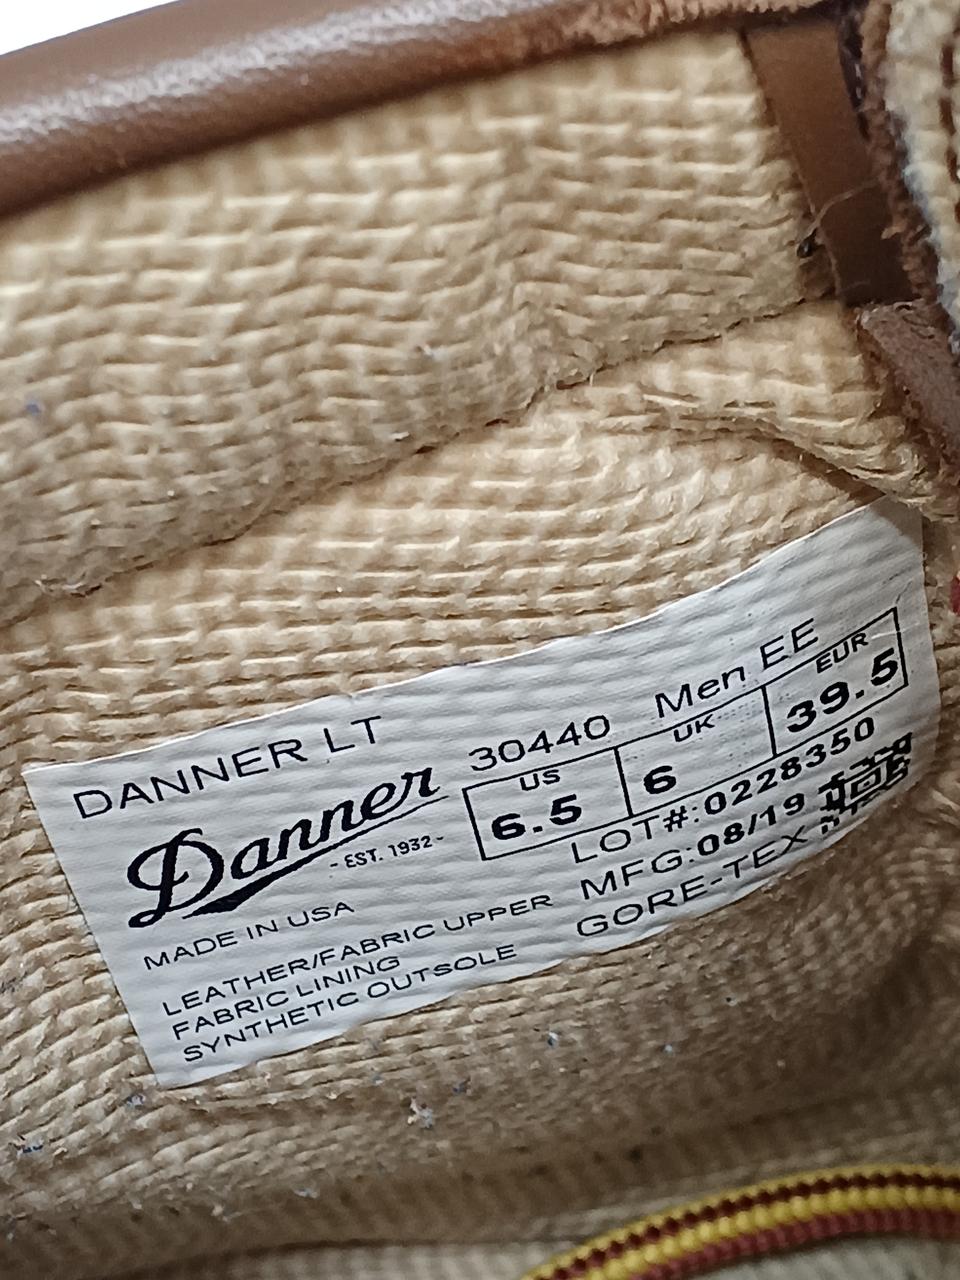 DANNER LT 30440 Men EE
Danner
- EST. 1932 -
US UK EUR
6.5 6 39.5
LOT#:0228350
MFG:08/19
GORE-TEX
MADE IN USA
LEATHER/FABRIC UPPER
FABRIC LINING
SYNTHETIC OUTSOLE